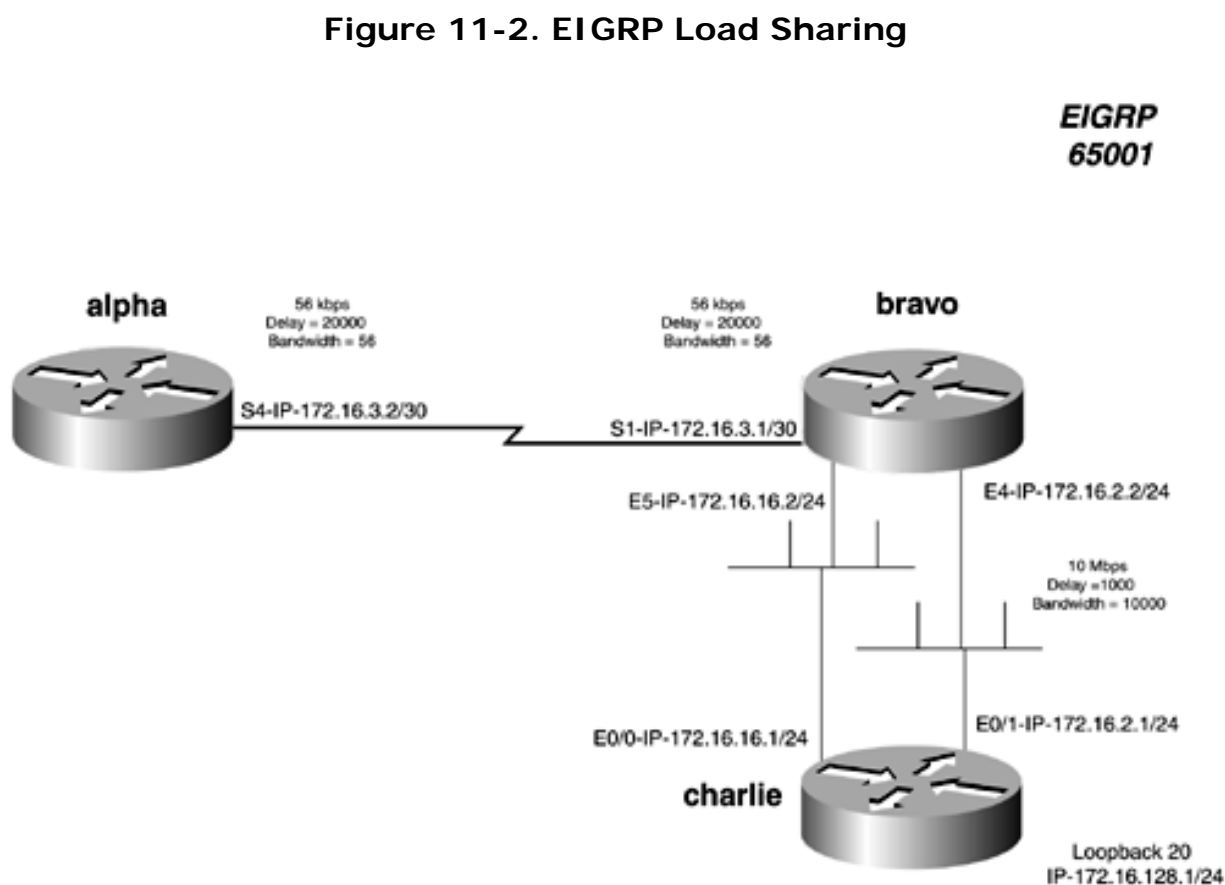 Figure 11-2. EIGRP Load Sharing
EIGRP
65001
alpha
56 kbps
Delay = 20000
Bandwidth = 56
56 kbps
Delay = 20000
Bandwidth = 56
bravo
S4-IP-172.16.3.2/30
S1-IP-172.16.3.1/30
E5-IP-172.16.16.2/24
E4-IP-172.16.2.2/24
10 Mbps
Delay =1000
Bandwidth = 10000
E0/0-IP-172.16.16.1/24
E0/1-IP-172.16.2.1/24
charlie
Loopback 20
IP-172.16.128.1/24